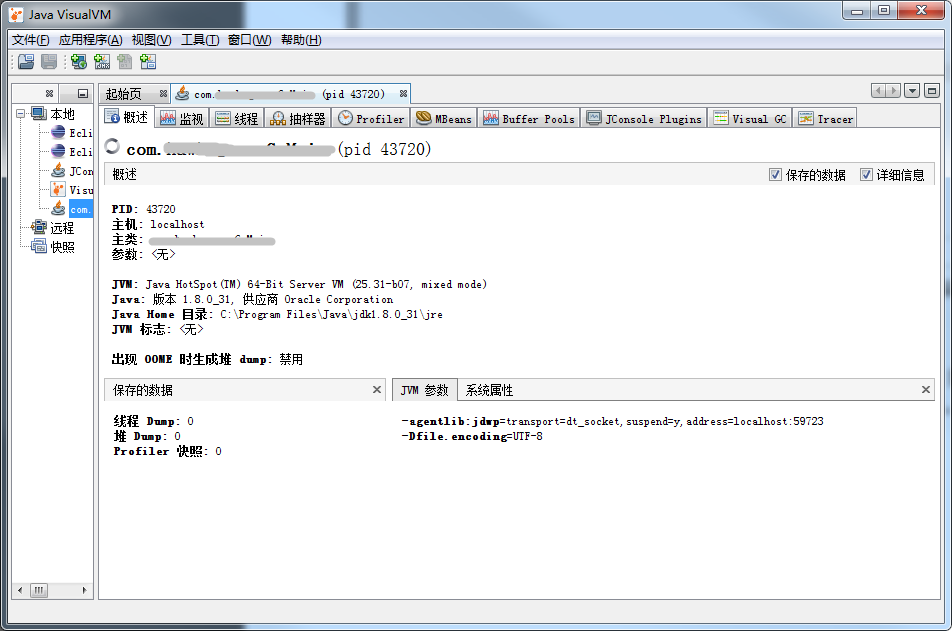 Java VisualVM
文件(F) 应用程序(A) 视图(V) 工具(T) 窗口(W) 帮助(H)
起始页 com. (pid 43720)
概述 监视 线程 抽样器 Profiler MBeans Buffer Pools JConsole Plugins Visual GC Tracer
本地
Ecli
Ecli
JCon
Visu
com.
远程
快照
com. (pid 43720)
概述 保存的数据 详细信息
PID: 43720
主机: localhost
主类:
参数: <无>
JVM: Java HotSpot(TM) 64-Bit Server VM (25.31-b07, mixed mode)
Java: 版本 1.8.0_31, 供应商 Oracle Corporation
Java Home 目录: C:\Program Files\Java\jdk1.8.0_31\jre
JVM 标志: <无>
出现 OOME 时生成堆 dump: 禁用
保存的数据
线程 Dump: 0
堆 Dump: 0
Profiler 快照: 0
JVM 参数 系统属性
-agentlib:jdwp=transport=dt_socket,suspend=y,address=localhost:59723
-Dfile.encoding=UTF-8